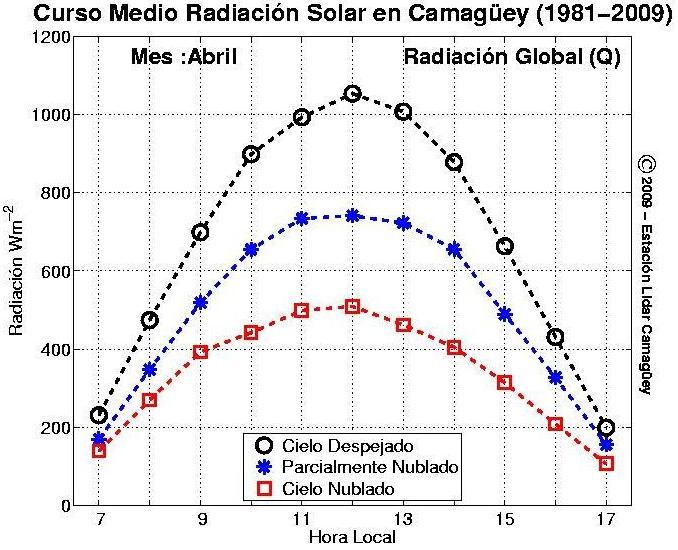 Curso Medio Radiación Solar en Camagüey (1981−2009)
Mes :Abril
Radiación Global (Q)
1200
1000
800
600
400
200
0
Radiación Wm−2
7
9
11
13
15
17
Hora Local
Cielo Despejado
Parcialmente Nublado
Cielo Nublado
© 2009 − Estación Lidar Camagüey